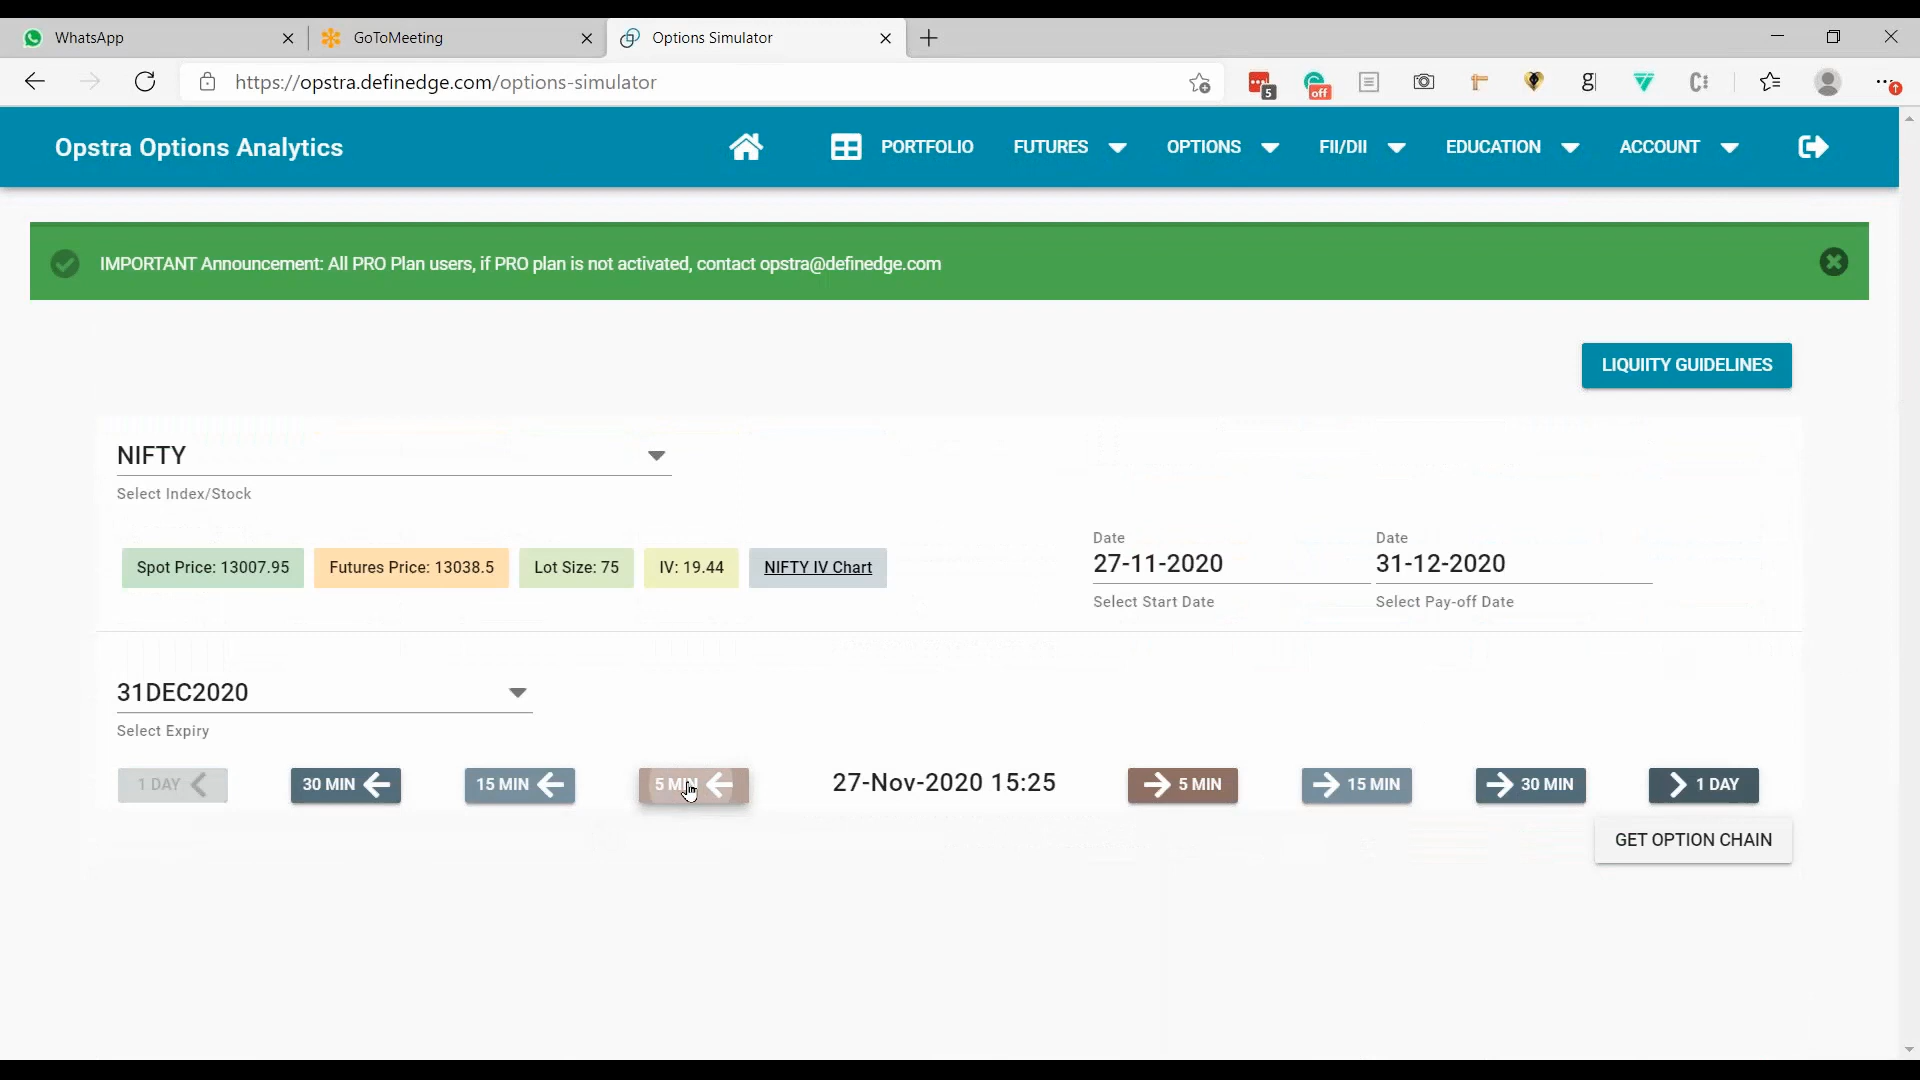 WhatsApp
GoToMeeting
Options Simulator
https://opstra.definedge.com/options-simulator
5
off
g
Opstra Options Analytics
PORTFOLIO
FUTURES
OPTIONS
FII/DII
EDUCATION
ACCOUNT
IMPORTANT Announcement: All PRO Plan users, if PRO plan is not activated, contact opstra@definedge.com
LIQUIITY GUIDELINES
NIFTY
Select Index/Stock
Spot Price: 13007.95
Futures Price: 13038.5
Lot Size: 75
IV: 19.44
NIFTY IV Chart
Date
27-11-2020
Select Start Date
Date
31-12-2020
Select Pay-off Date
31DEC2020
Select Expiry
1 DAY
30 MIN
15 MIN
5 MIN
27-Nov-2020 15:25
5 MIN
15 MIN
30 MIN
1 DAY
GET OPTION CHAIN